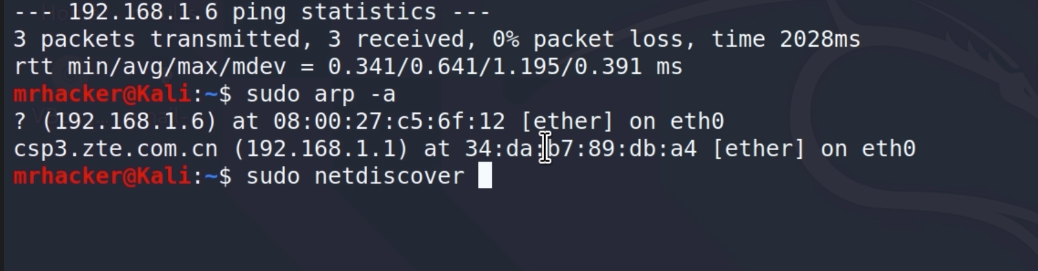 --- 192.168.1.6 ping statistics ---
3 packets transmitted, 3 received, 0% packet loss, time 2028ms
rtt min/avg/max/mdev = 0.341/0.641/1.195/0.391 ms
mrhacker@Kali:~$ sudo arp -a
? (192.168.1.6) at 08:00:27:c5:6f:12 [ether] on eth0
csp3.zte.com.cn (192.168.1.1) at 34:da:b7:89:db:a4 [ether] on eth0
mrhacker@Kali:~$ sudo netdiscover